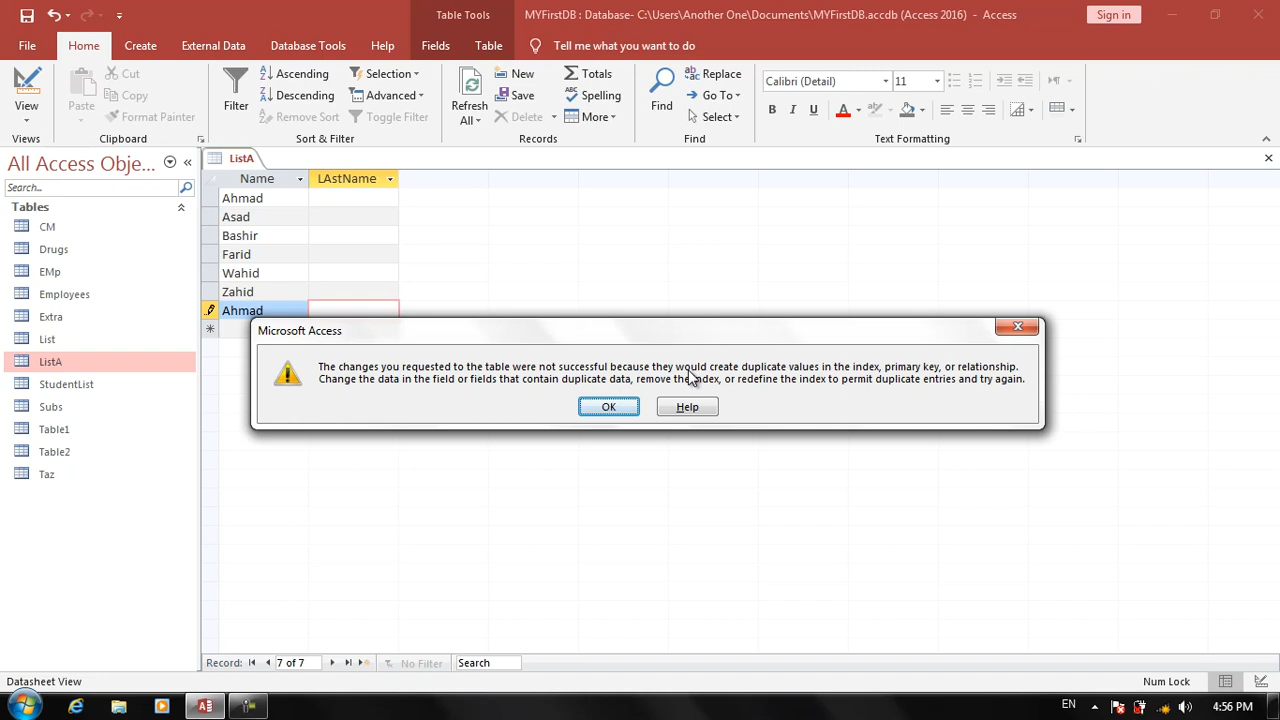 Table Tools
MYFirstDB : Database- C:\Users\Another One\Documents\MYFirstDB.accdb (Access 2016) - Access
Sign in
File Home Create External Data Database Tools Help Fields Table Tell me what you want to do
View
Views
Paste
Cut
Copy
Format Painter
Clipboard
Filter
Ascending
Descending
Remove Sort
Selection
Advanced
Toggle Filter
Sort & Filter
Refresh
All
New
Save
Delete
Totals
Spelling
More
Records
Find
Replace
Go To
Select
Find
Calibri (Detail) 11
B I U A
Text Formatting
All Access Obje...
Search...
Tables
CM
Drugs
EMp
Employees
Extra
List
ListA
StudentList
Subs
Table1
Table2
Taz
ListA
Name LAstName
Ahmad
Asad
Bashir
Farid
Wahid
Zahid
Ahmad
Microsoft Access
The changes you requested to the table were not successful because they would create duplicate values in the index, primary key, or relationship.
Change the data in the field or fields that contain duplicate data, remove the index, or redefine the index to permit duplicate entries and try again.
OK Help
Record: 7 of 7 No Filter Search
Datasheet View
Num Lock
EN 4:56 PM